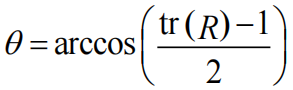 θ = arccos( (tr(R) − 1) / 2 )